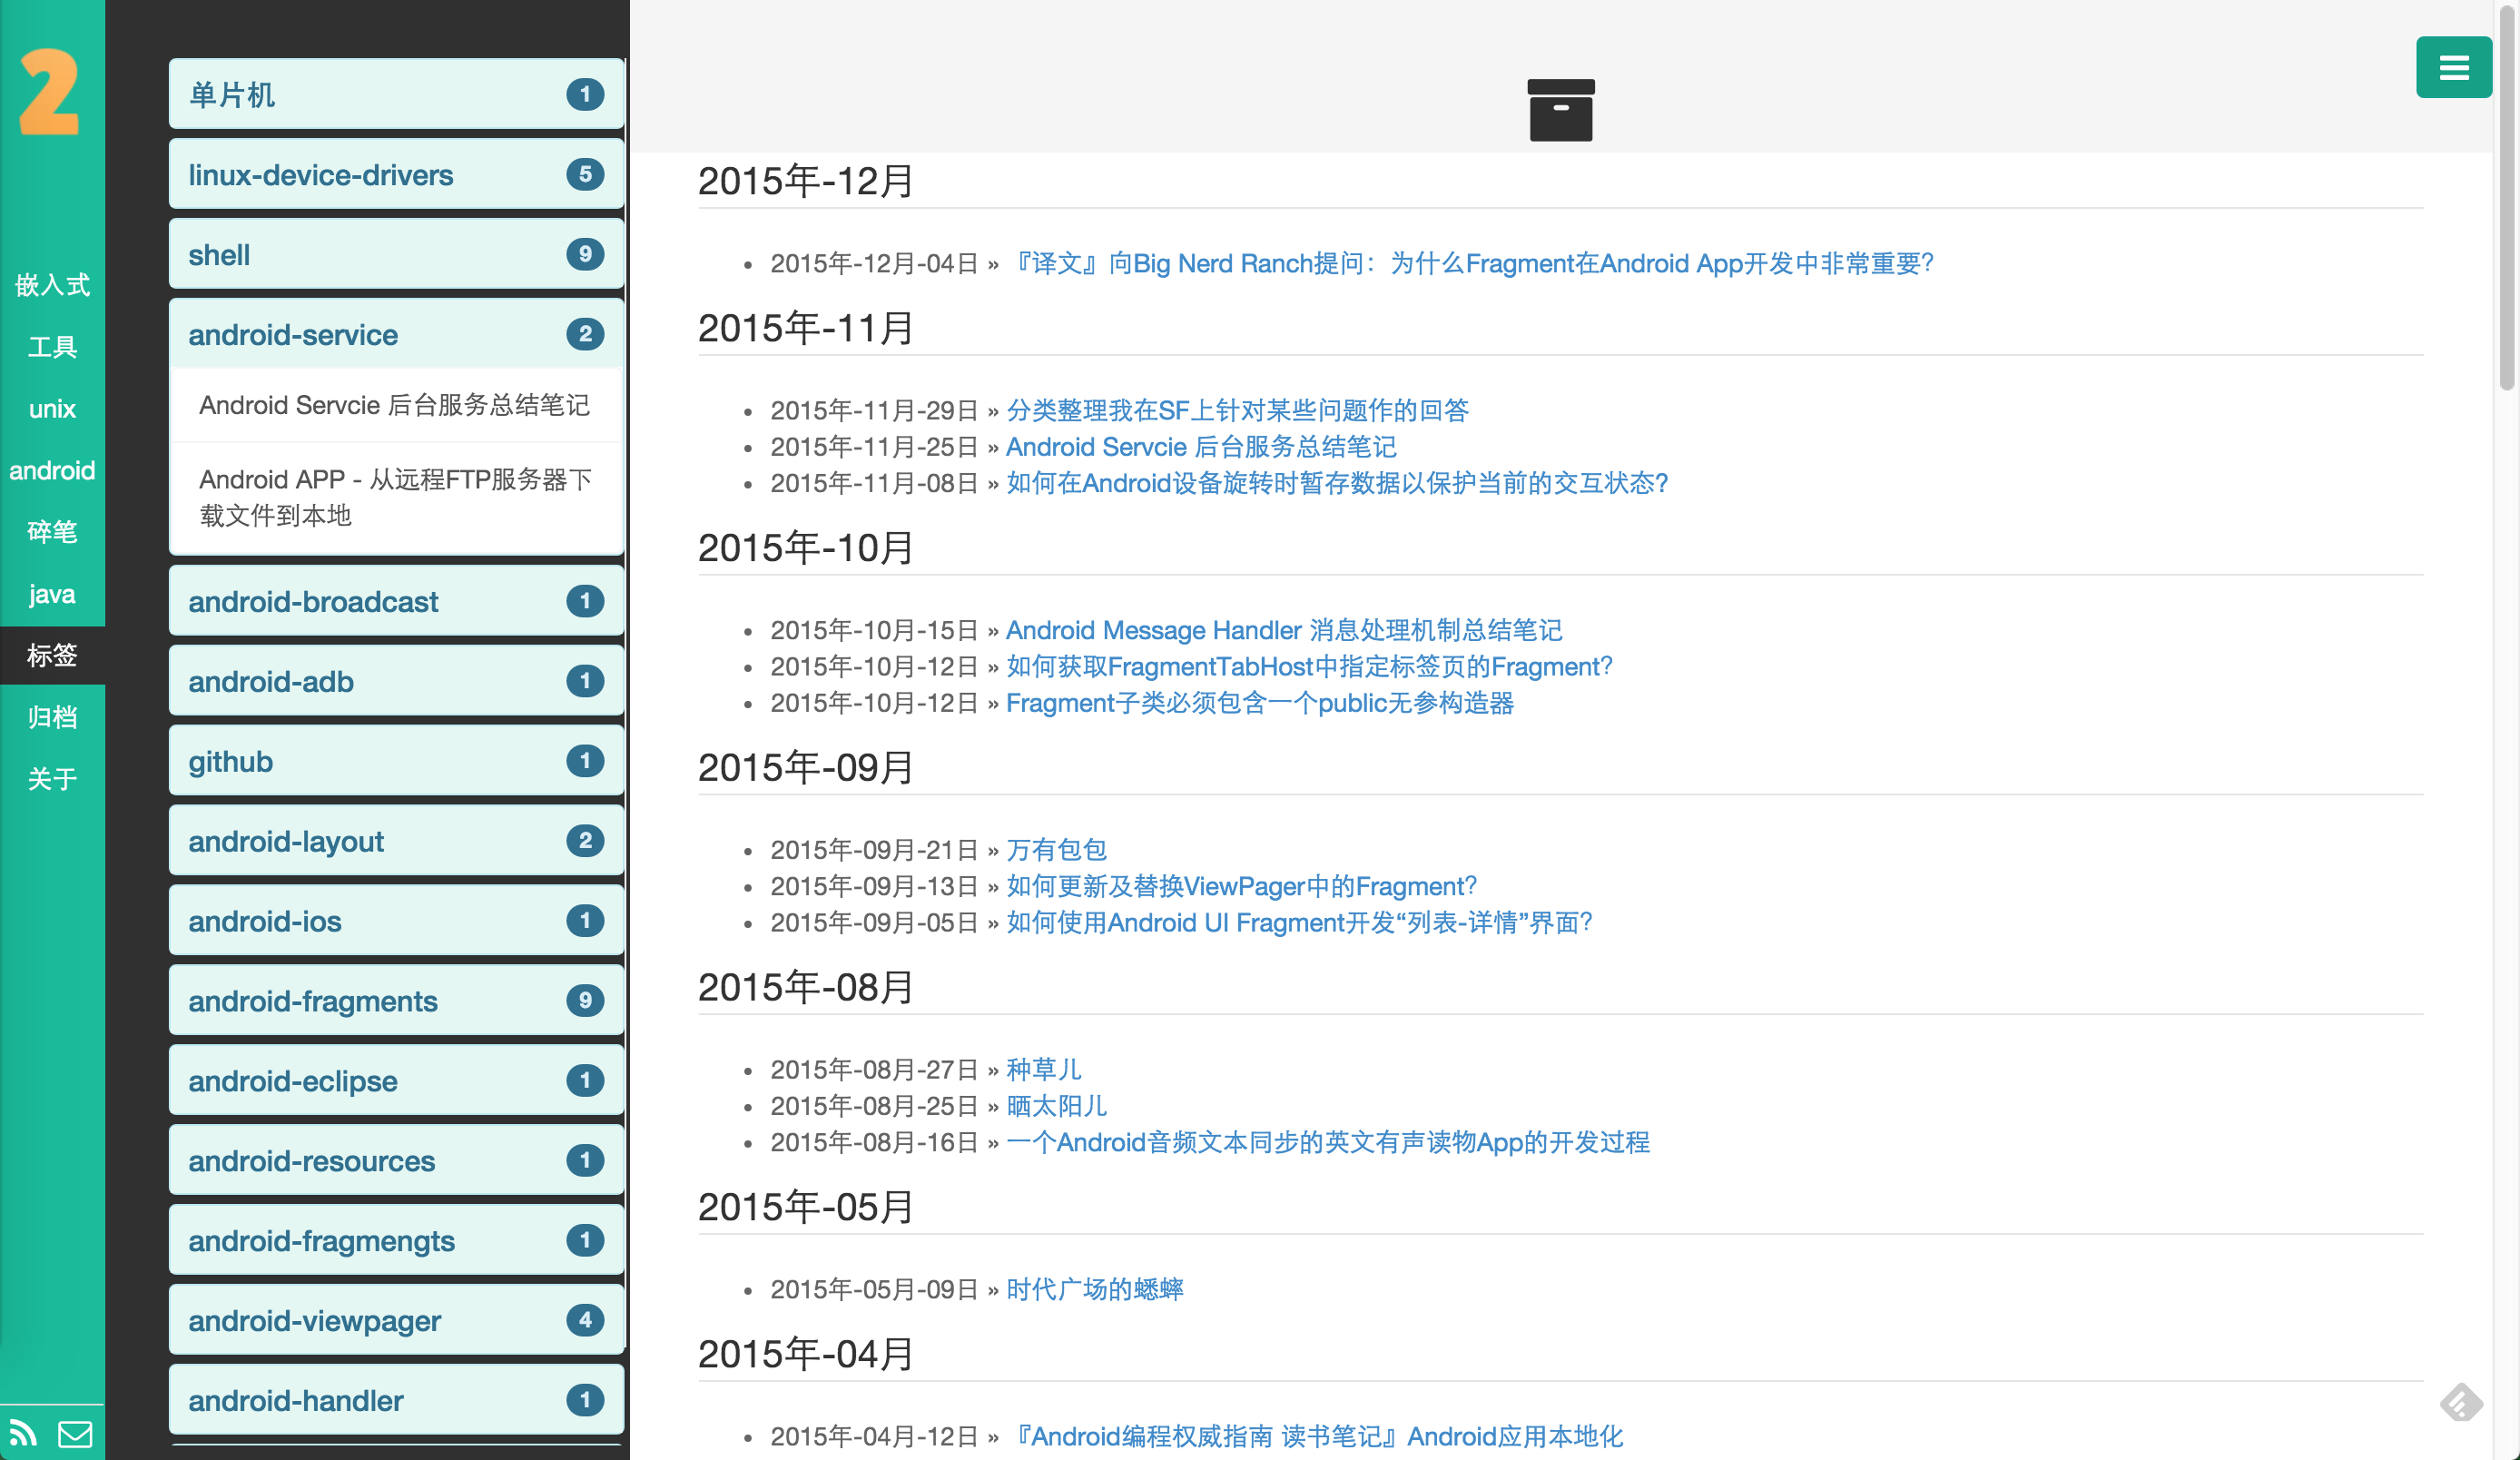 2
嵌入式
工具
unix
android
碎笔
java
标签
归档
关于
单片机 1
linux-device-drivers 5
shell 9
android-service 2
Android Servcie 后台服务总结笔记
Android APP - 从远程FTP服务器下
载文件到本地
android-broadcast 1
android-adb 1
github 1
android-layout 2
android-ios 1
android-fragments 9
android-eclipse 1
android-resources 1
android-fragmengts 1
android-viewpager 4
android-handler 1
2015年-12月
2015年-12月-04日 » 『译文』向Big Nerd Ranch提问：为什么Fragment在Android App开发中非常重要?
2015年-11月
2015年-11月-29日 » 分类整理我在SF上针对某些问题作的回答
2015年-11月-25日 » Android Servcie 后台服务总结笔记
2015年-11月-08日 » 如何在Android设备旋转时暂存数据以保护当前的交互状态?
2015年-10月
2015年-10月-15日 » Android Message Handler 消息处理机制总结笔记
2015年-10月-12日 » 如何获取FragmentTabHost中指定标签页的Fragment?
2015年-10月-12日 » Fragment子类必须包含一个public无参构造器
2015年-09月
2015年-09月-21日 » 万有包包
2015年-09月-13日 » 如何更新及替换ViewPager中的Fragment?
2015年-09月-05日 » 如何使用Android UI Fragment开发“列表-详情”界面?
2015年-08月
2015年-08月-27日 » 种草儿
2015年-08月-25日 » 晒太阳儿
2015年-08月-16日 » 一个Android音频文本同步的英文有声读物App的开发过程
2015年-05月
2015年-05月-09日 » 时代广场的蟋蟀
2015年-04月
2015年-04月-12日 » 『Android编程权威指南 读书笔记』Android应用本地化